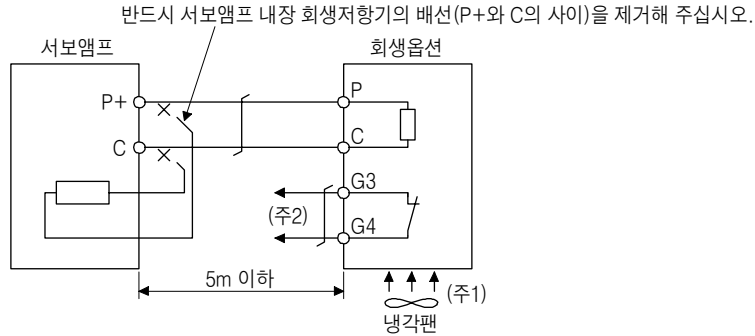 반드시 서보앰프 내장 회생저항기의 배선(P+와 C의 사이)을 제거해 주십시오.
서보앰프
회생옵션
P+
P
C
C
G3
(주2)
G4
5m 이하
(주1)
냉각팬